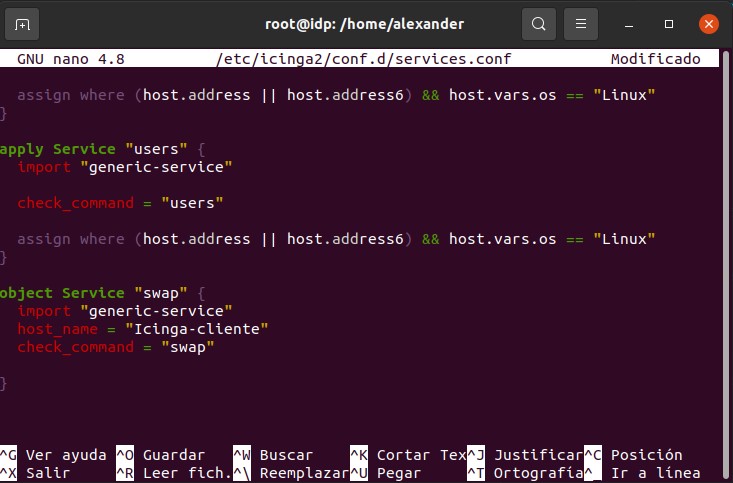 root@idp: /home/alexander
GNU nano 4.8 /etc/icinga2/conf.d/services.conf Modificado
assign where (host.address || host.address6) && host.vars.os == "Linux"
}
apply Service "users" {
import "generic-service"
check_command = "users"
assign where (host.address || host.address6) && host.vars.os == "Linux"
}
object Service "swap" {
import "generic-service"
host_name = "Icinga-cliente"
check_command = "swap"
}
^G Ver ayuda ^O Guardar ^W Buscar ^K Cortar Tex ^J Justificar ^C Posición
^X Salir ^R Leer fich. ^\ Reemplazar ^U Pegar ^T Ortografía ^_ Ir a línea